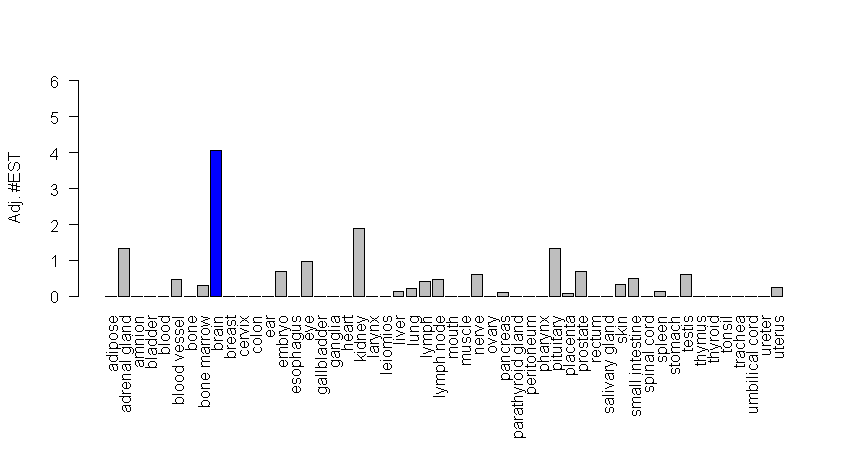 Adj. #EST
6
5
4
3
2
1
0
adipose
adrenal gland
amnion
bladder
blood
blood vessel
bone
bone marrow
brain
breast
cervix
colon
ear
embryo
esophagus
eye
gallbladder
ganglia
heart
kidney
larynx
leiomios
liver
lung
lymph
lymph node
mouth
muscle
nerve
ovary
pancreas
parathyroid gland
peritoneum
pharynx
pituitary
placenta
prostate
rectum
salivary gland
skin
small intestine
spinal cord
spleen
stomach
testis
thymus
thyroid
tonsil
trachea
umbilical cord
ureter
uterus